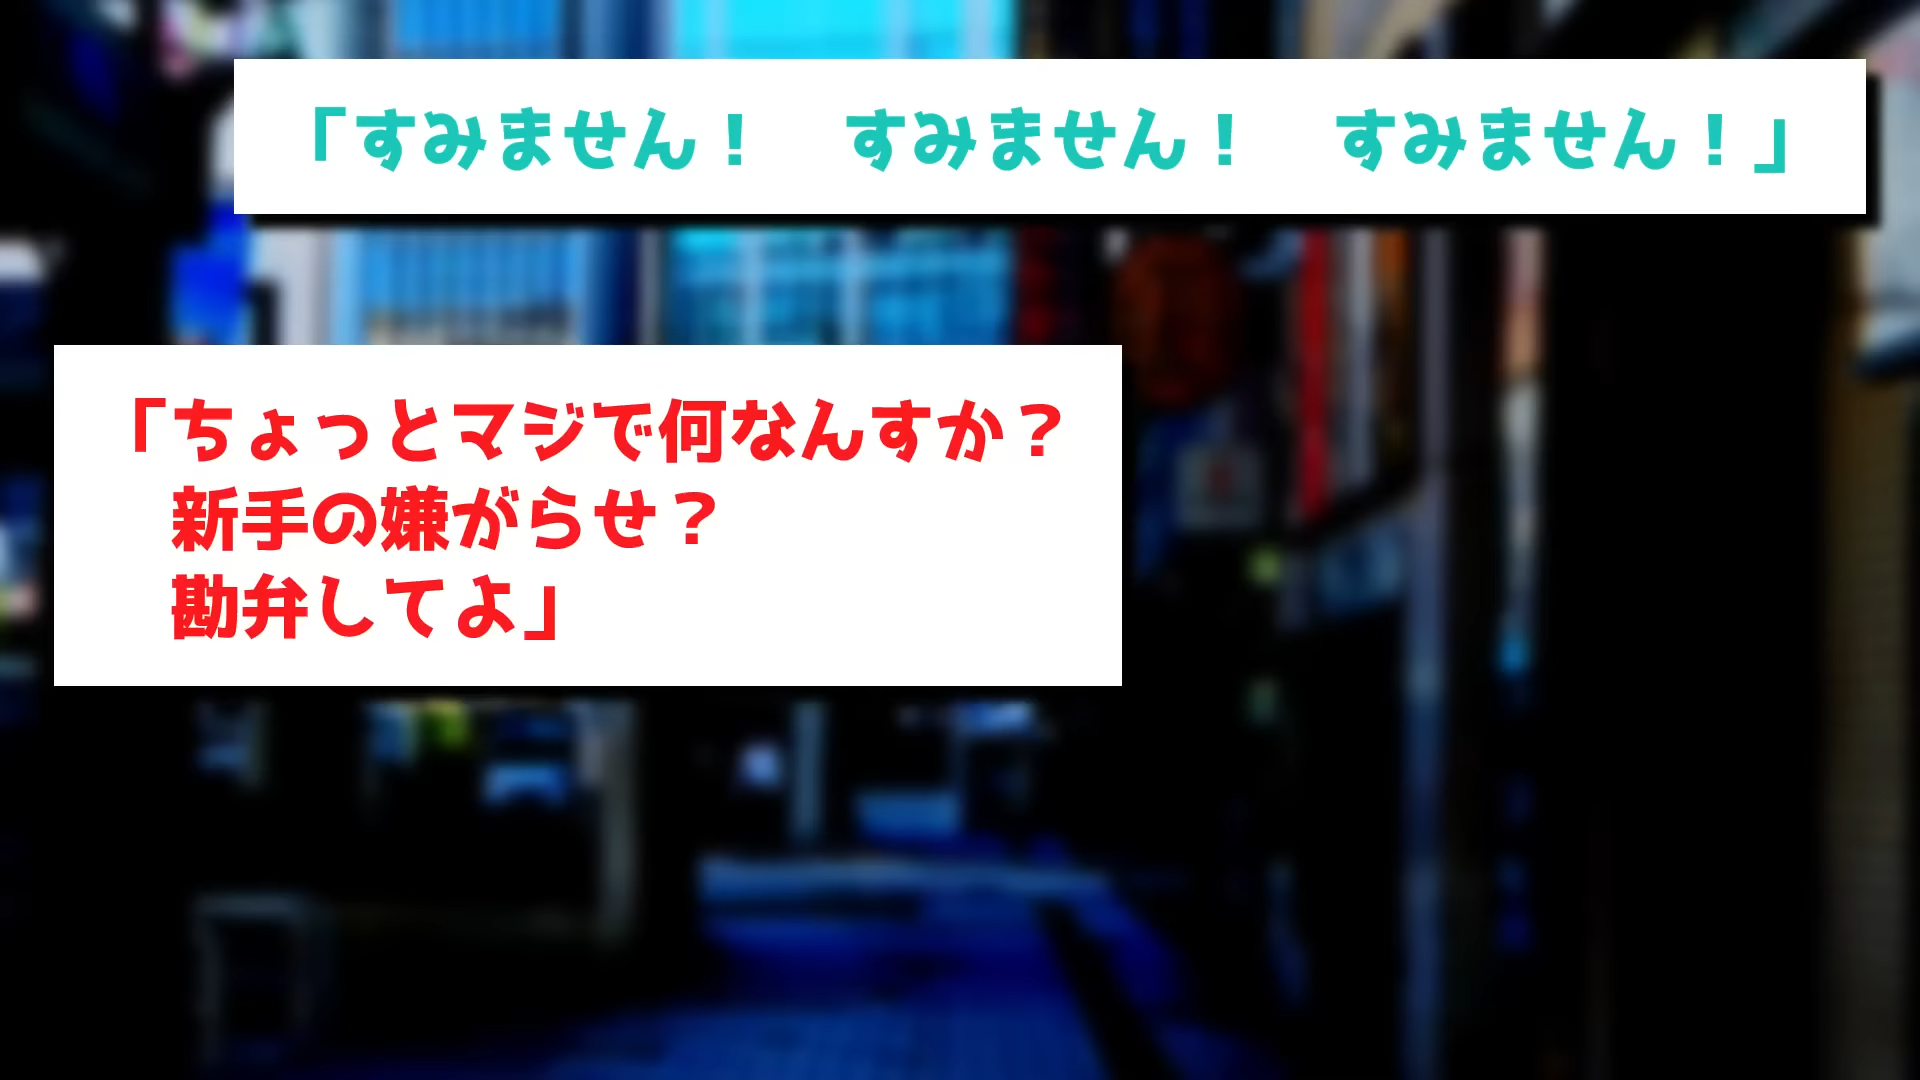 「すみません！　すみません！　すみません！」
「ちょっとマジで何なんすか？
新手の嫌がらせ？
勘弁してよ」